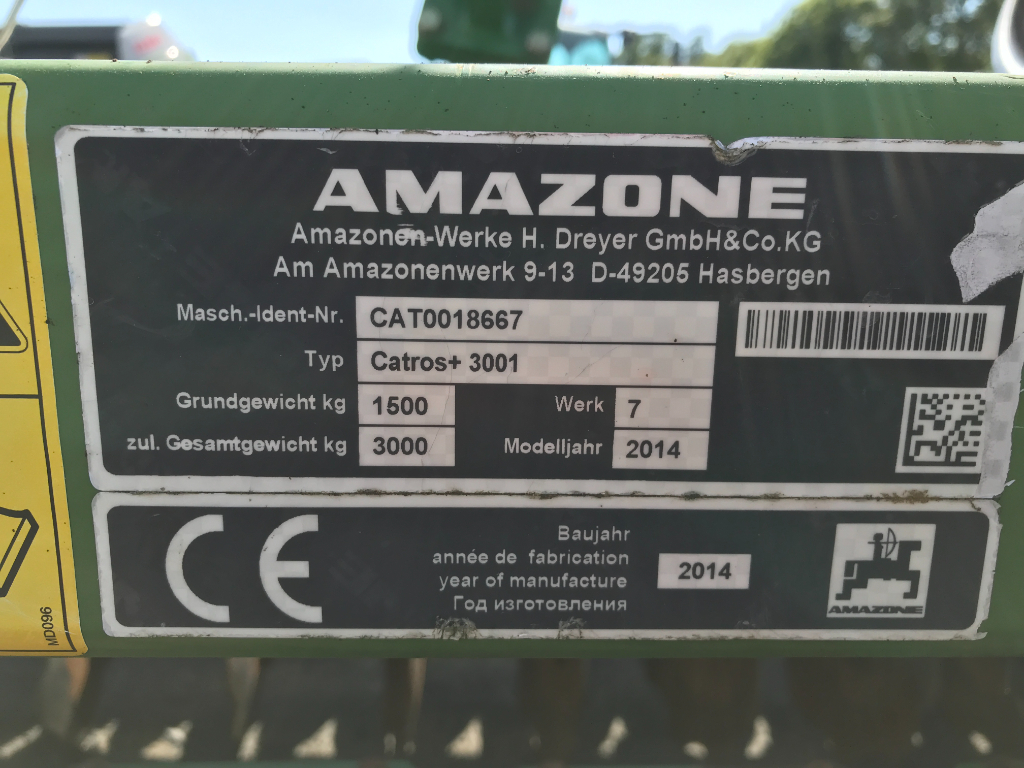 AMAZONE
Amazonen-Werke H. Dreyer GmbH&Co.KG
Am Amazonenwerk 9-13 D-49205 Hasbergen
Masch.-Ident-Nr. CAT0018667
Typ Catros+ 3001
Grundgewicht kg 1500 Werk 7
zul. Gesamtgewicht kg 3000 Modelljahr 2014
Baujahr
année de fabrication
year of manufacture
Год изготовления
2014
CE
AMAZONE
MD096